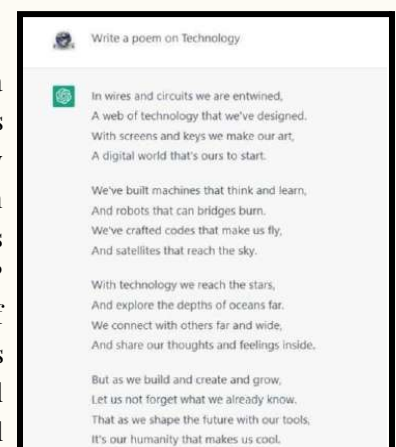 Write a poem on Technology
In wires and circuits we are entwined,
A web of technology that we've designed.
With screens and keys we make our art,
A digital world that's ours to start.
We've built machines that think and learn,
And robots that can bridges burn.
We've crafted codes that make us fly,
And satellites that reach the sky.
With technology we reach the stars,
And explore the depths of oceans far.
We connect with others far and wide,
And share our thoughts and feelings inside.
But as we build and create and grow,
Let us not forget what we already know.
That as we shape the future with our tools,
It's our humanity that makes us cool.